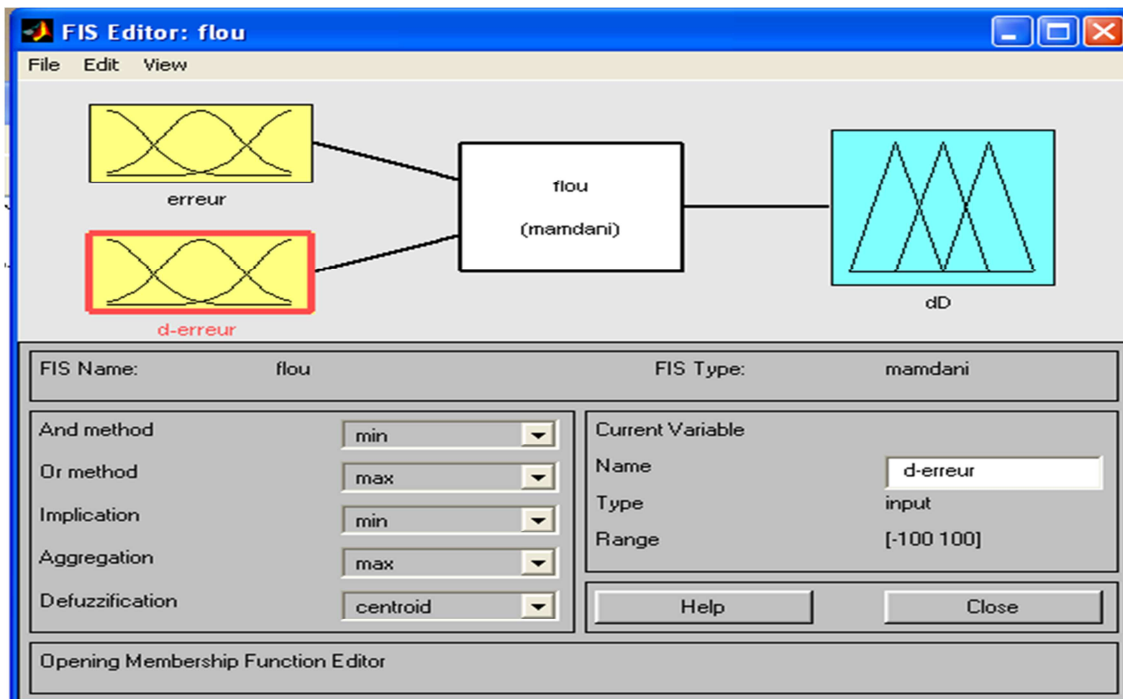 FIS Editor: flou
File Edit View
erreur
flou
(mamdani)
d-erreur
dD
FIS Name: flou FIS Type: mamdani
And method min
Or method max
Implication min
Aggregation max
Defuzzification centroid
Current Variable
Name d-erreur
Type input
Range [-100 100]
Help Close
Opening Membership Function Editor